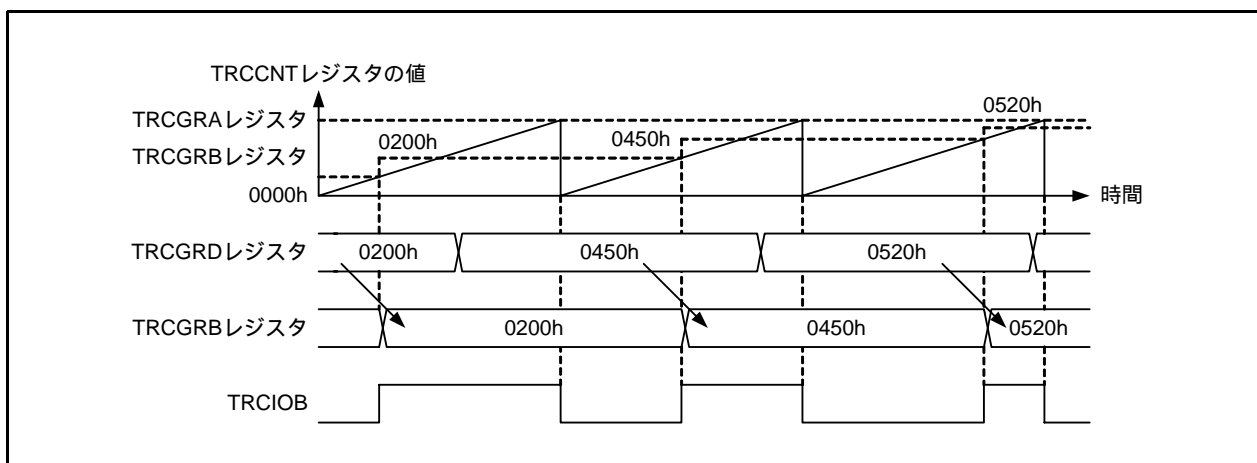 TRCCNTレジスタの値
TRCGRAレジスタ
0520h
0200h
0450h
TRCGRBレジスタ
0000h
時間
TRCGRDレジスタ
0200h
0450h
0520h
TRCGRBレジスタ
0200h
0450h
0520h
TRCIOB